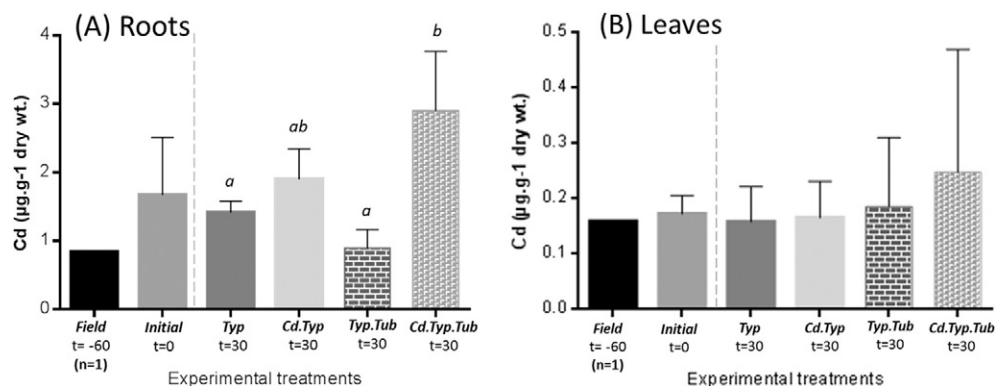 (A) Roots
b
ab
a
a
Cd (µg.g-1 dry wt.)
4
3
2
1
0
Field Initial Typ Cd.Typ Typ.Tub Cd.Typ.Tub
t= -60 t=0 t=30 t=30 t=30 t=30
(n=1)
Experimental treatments
(B) Leaves
Cd (µg.g-1 dry wt.)
0.5
0.4
0.3
0.2
0.1
0.0
Field Initial Typ Cd.Typ Typ.Tub Cd.Typ.Tub
t= -60 t=0 t=30 t=30 t=30 t=30
(n=1)
Experimental treatments